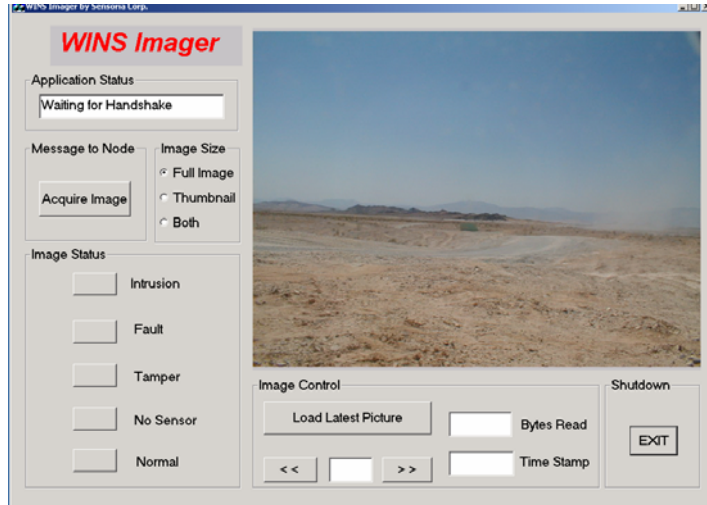 WINS Imager by Sensoria Corp.
WINS Imager
Application Status
Waiting for Handshake
Message to Node
Acquire Image
Image Size
Full Image
Thumbnail
Both
Image Status
Intrusion
Fault
Tamper
No Sensor
Normal
Image Control
Load Latest Picture
Bytes Read
<< >>
Time Stamp
Shutdown
EXIT